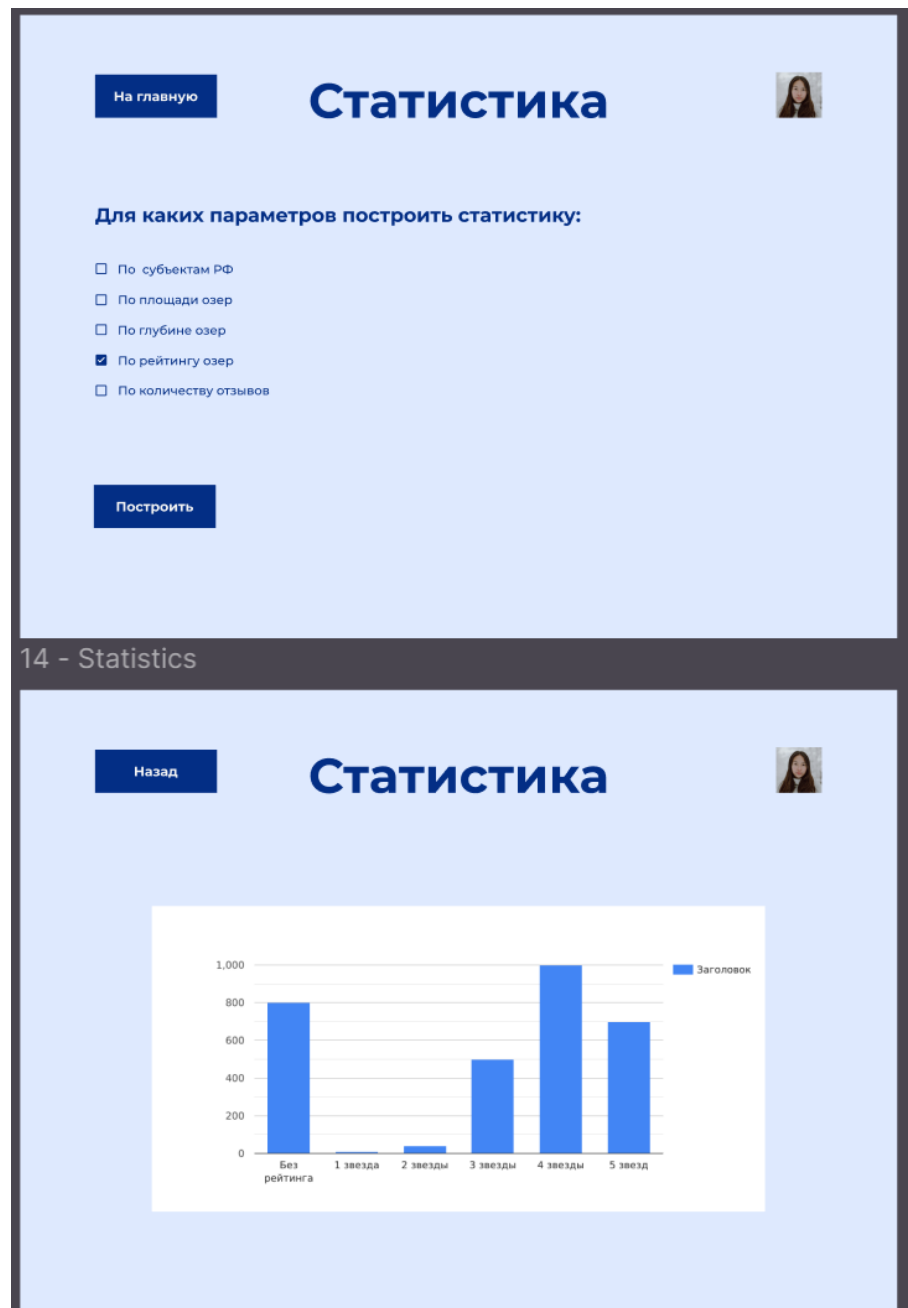 На главную
Статистика
Для каких параметров построить статистику:
По субъектам РФ
По площади озер
По глубине озер
По рейтингу озер
По количеству отзывов
Построить
14 - Statistics
Назад
Статистика
1,000
Заголовок
800
600
400
200
0
Без рейтинга
1 звезда
2 звезды
3 звезды
4 звезды
5 звезд